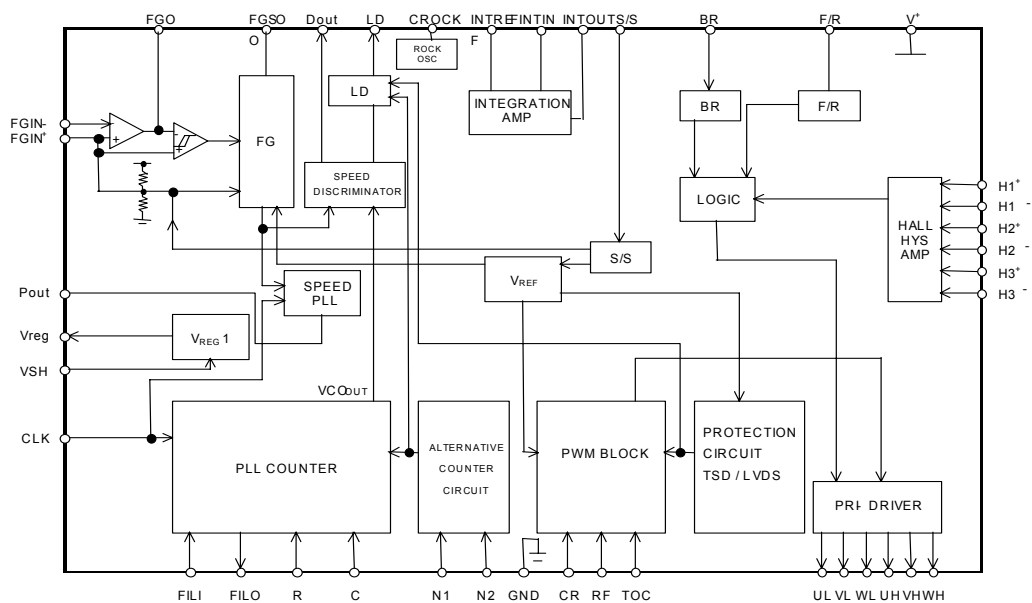 FGO FGSO Dout LD CROCK INTREF FINTIN INTOUT S/S BR F/R V+
ROCK
OSC
LD
INTEGRATION
AMP
BR
F/R
FGIN-
FGIN+
- +
- +
FG
SPEED
DISCRIMINATOR
LOGIC
HALL
HYS
AMP
H1+
H1 -
H2+
H2 -
H3+
H3 -
S/S
VREF
SPEED
PLL
Pout
Vreg
VREG 1
VSH
VCOOUT
CLK
PLL COUNTER
ALTERNATIVE
COUNTER
CIRCUIT
PWM BLOCK
PROTECTION
CIRCUIT
TSD / LVDS
PRI- DRIVER
FILI FILO R C N1 N2 GND CR RF TOC UL VL WL UH VH WH